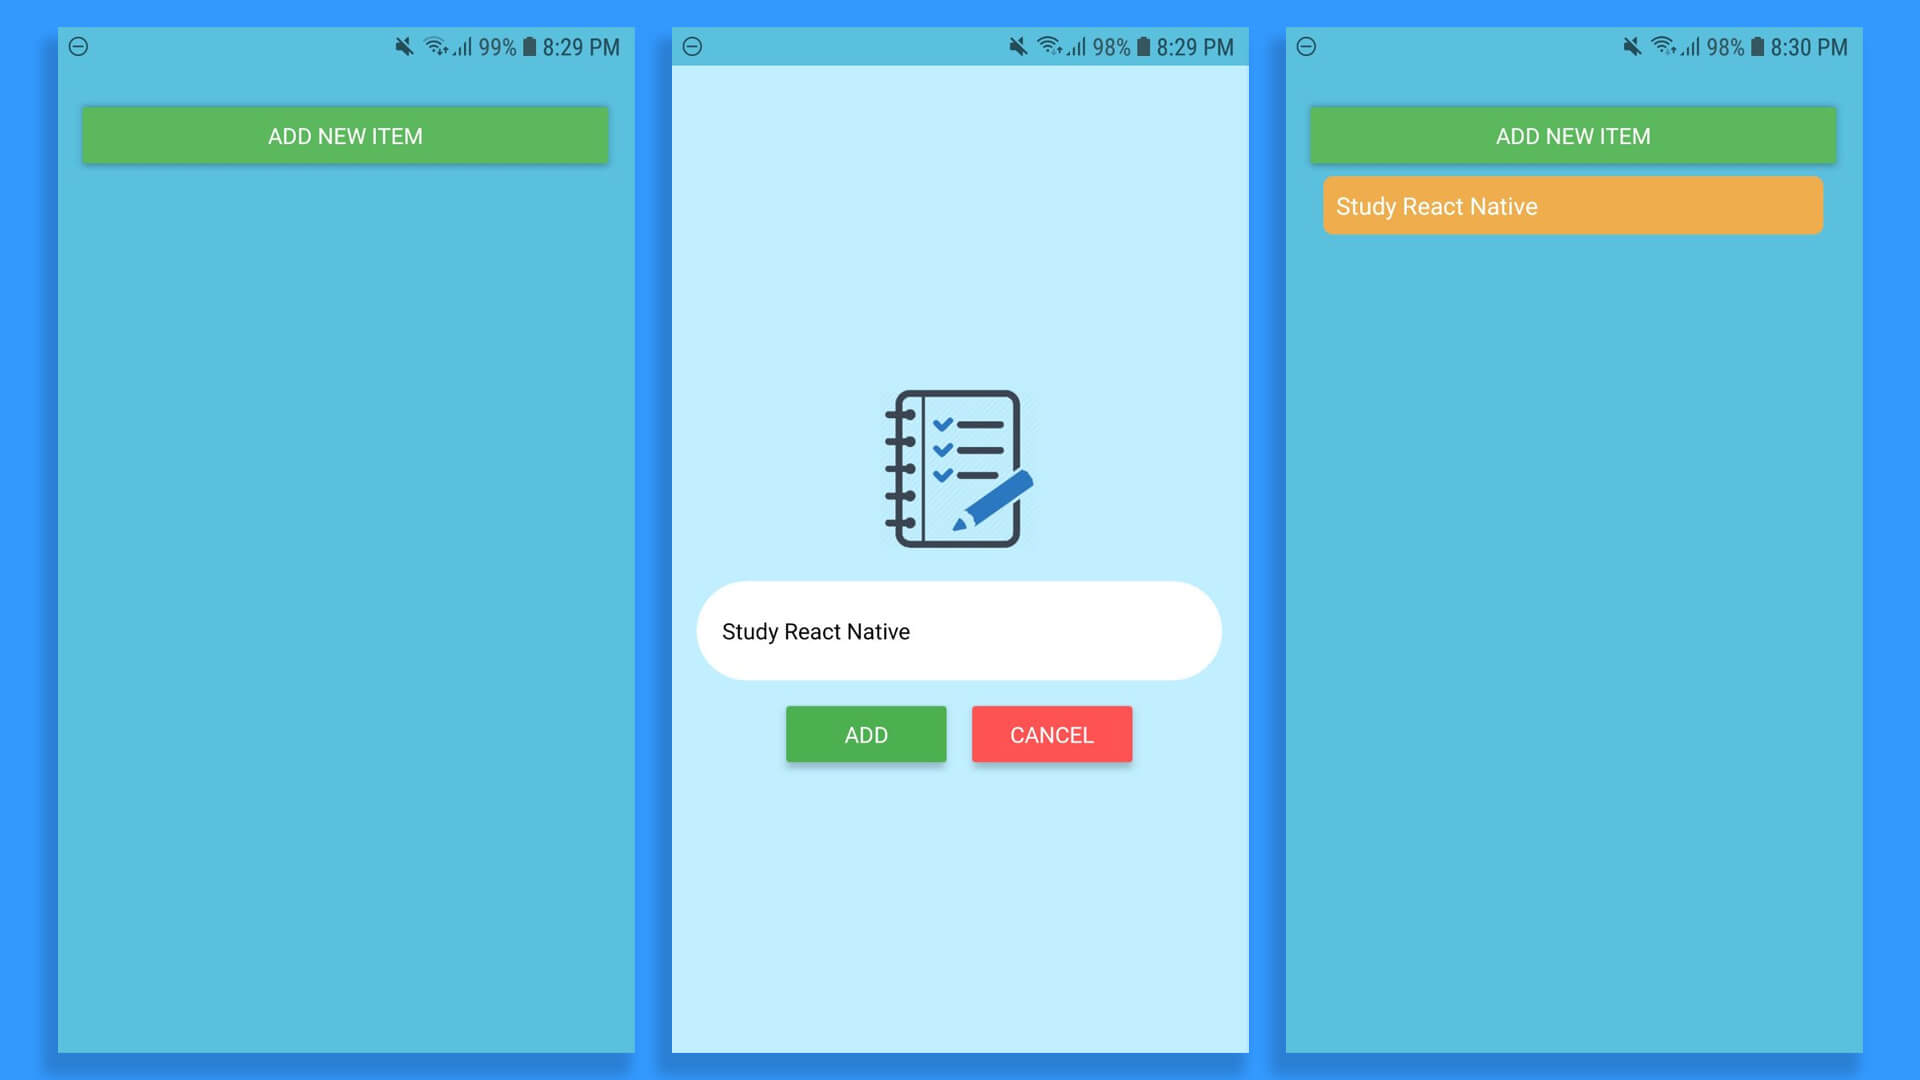 99% 8:29 PM
ADD NEW ITEM
98% 8:29 PM
Study React Native
ADD
CANCEL
98% 8:30 PM
ADD NEW ITEM
Study React Native